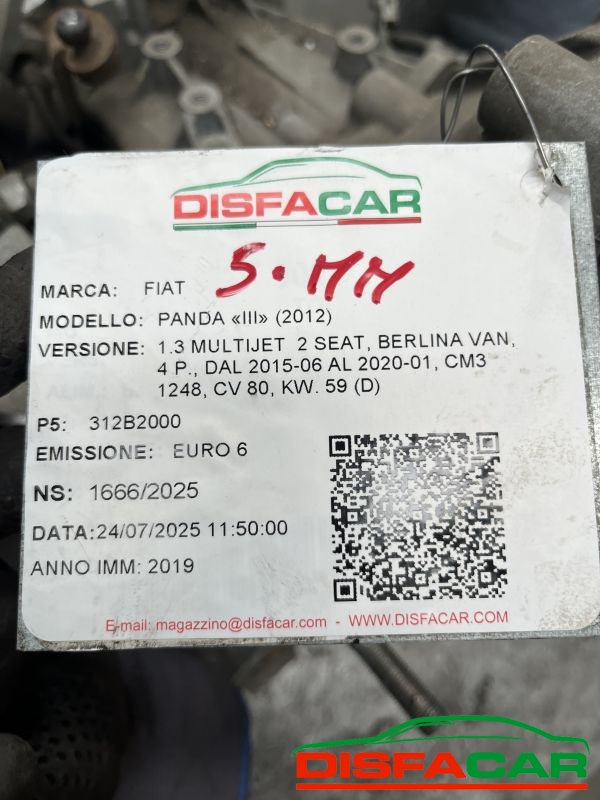 DISFACAR
S. MM
MARCA: FIAT
MODELLO: PANDA «III» (2012)
VERSIONE: 1.3 MULTIJET 2 SEAT, BERLINA VAN,
4 P., DAL 2015-06 AL 2020-01, CM3
1248, CV 80, KW. 59 (D)
P5: 312B2000
EMISSIONE: EURO 6
NS: 1666/2025
DATA:24/07/2025 11:50:00
ANNO IMM: 2019
E-mail: magazzino@disfacar.com - WWW.DISFACAR.COM
DISFACAR